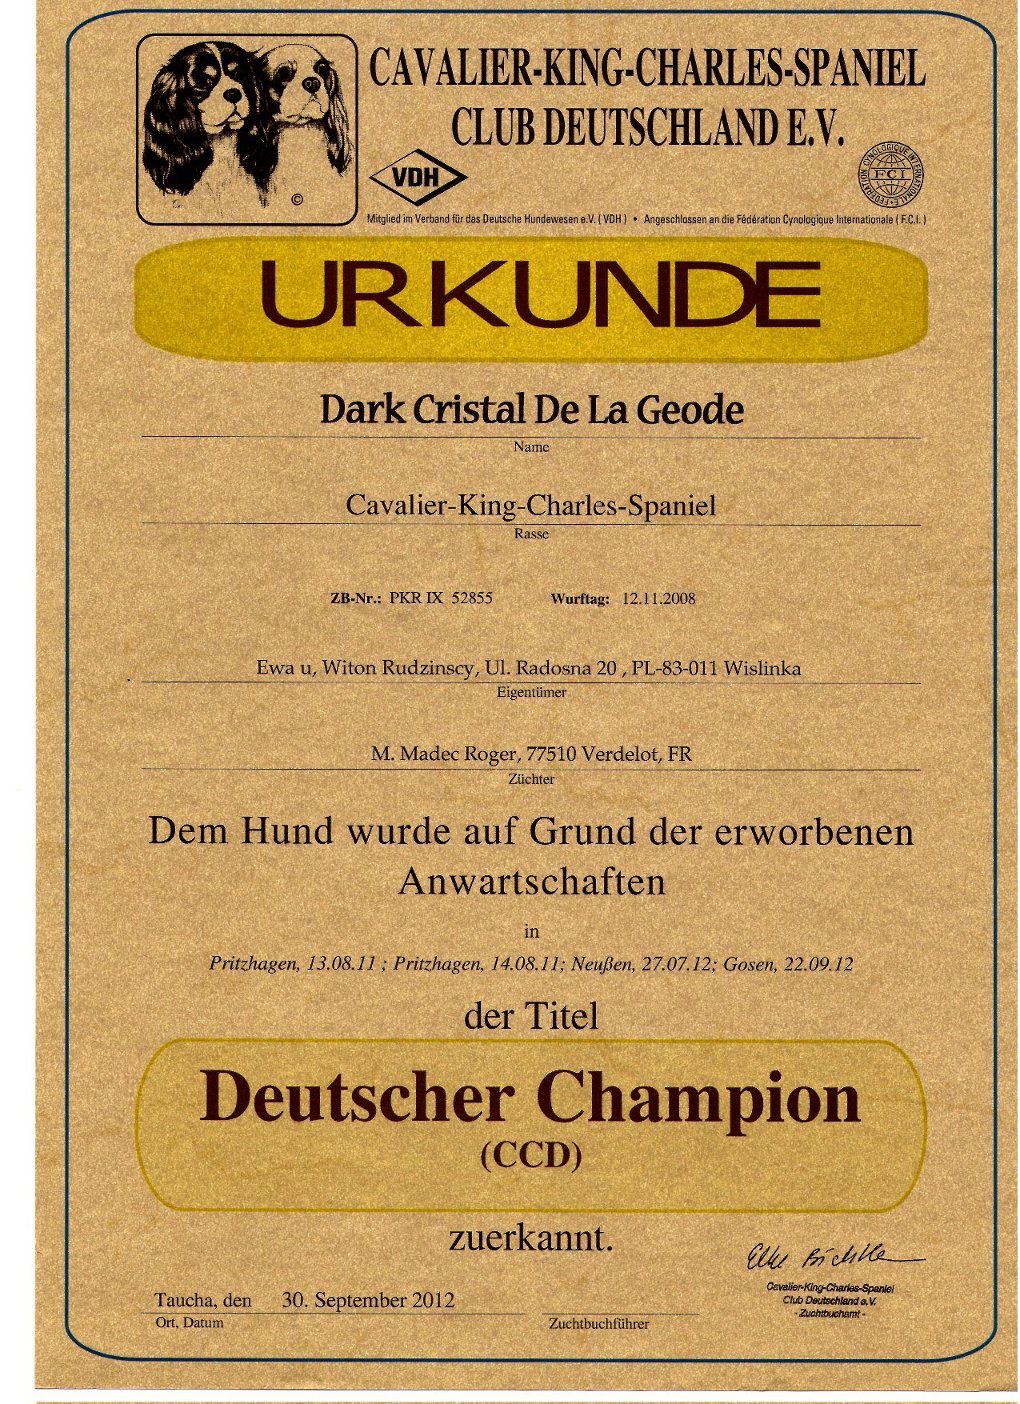 CAVALIER-KING-CHARLES-SPANIEL
CLUB DEUTSCHLAND E.V.
VDH
FÉDÉRATION CYNOLOGIQUE INTERNATIONALE
FCI
©
Mitglied im Verband für das Deutsche Hundewesen e.V. ( VDH ) • Angeschlossen an die Fédération Cynologique Internationale ( F.C.I. )
URKUNDE
Dark Cristal De La Geode
Name
Cavalier-King-Charles-Spaniel
Rasse
ZB-Nr.: PKR IX 52855 Wurftag: 12.11.2008
Ewa u, Witon Rudzinscy, Ul. Radosna 20 , PL-83-011 Wislinka
Eigentümer
M. Madec Roger, 77510 Verdelot, FR
Züchter
Dem Hund wurde auf Grund der erworbenen
Anwartschaften
in
Pritzhagen, 13.08.11 ; Pritzhagen, 14.08.11; Neußen, 27.07.12; Gosen, 22.09.12
der Titel
Deutscher Champion
(CCD)
zuerkannt.
Cavalier-King-Charles-Spaniel
Club Deutschland e.V.
- Zuchtbuchamt -
Taucha, den 30. September 2012
Ort, Datum Zuchtbuchführer